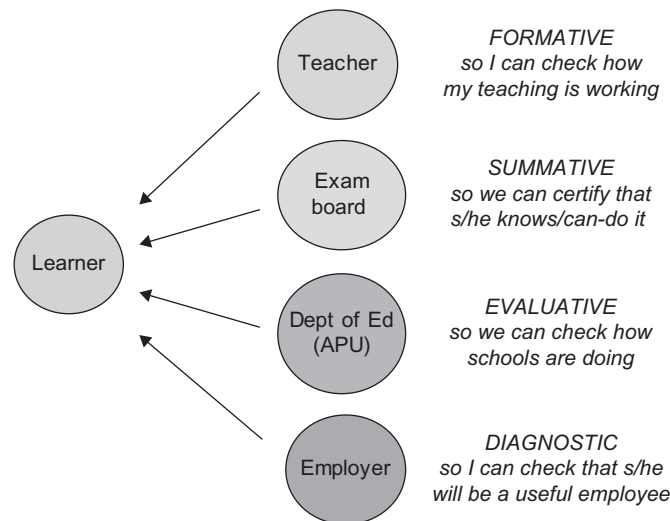 Teacher
FORMATIVE
so I can check how
my teaching is working
Exam
board
SUMMATIVE
so we can certify that
s/he knows/can-do it
Learner
Dept of Ed
(APU)
EVALUATIVE
so we can check how
schools are doing
Employer
DIAGNOSTIC
so I can check that s/he
will be a useful employee